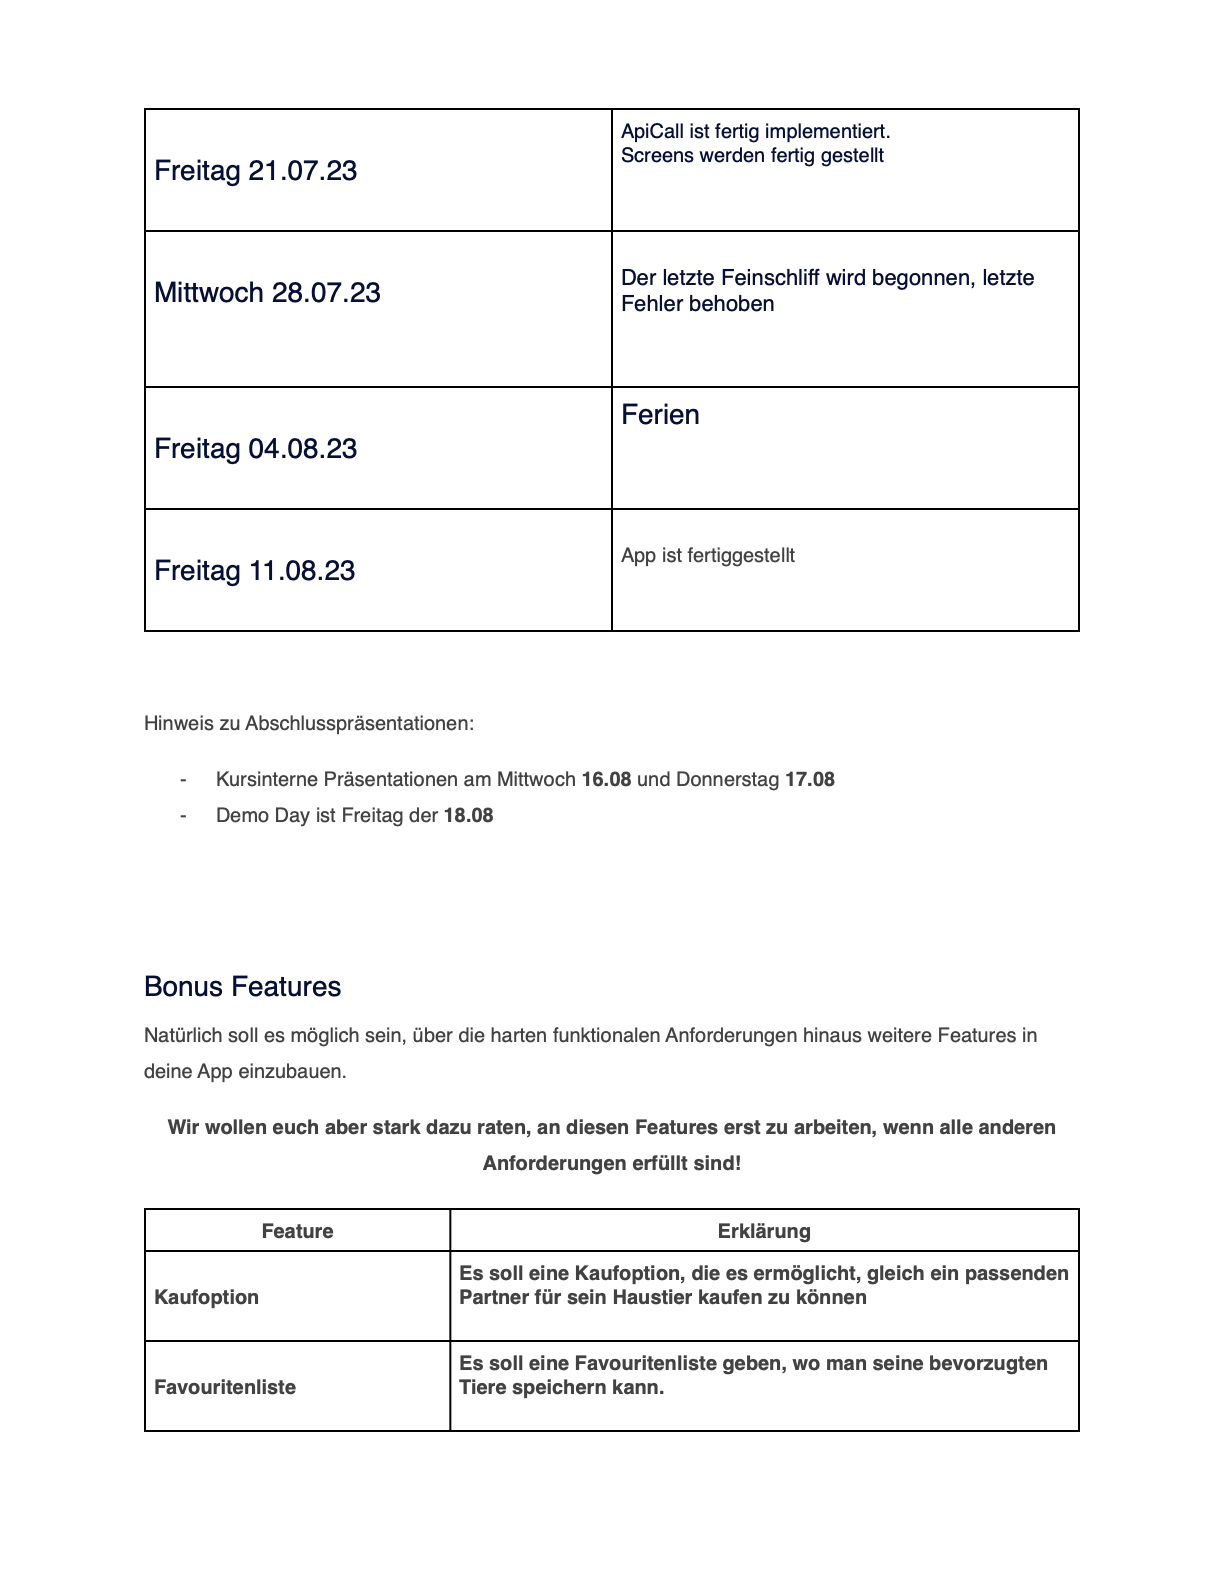 Freitag 21.07.23
ApiCall ist fertig implementiert.
Screens werden fertig gestellt
Mittwoch 28.07.23
Der letzte Feinschliff wird begonnen, letzte
Fehler behoben
Freitag 04.08.23
Ferien
Freitag 11.08.23
App ist fertiggestellt
Hinweis zu Abschlusspräsentationen:
- Kursinterne Präsentationen am Mittwoch 16.08 und Donnerstag 17.08
- Demo Day ist Freitag der 18.08
Bonus Features
Natürlich soll es möglich sein, über die harten funktionalen Anforderungen hinaus weitere Features in
deine App einzubauen.
Wir wollen euch aber stark dazu raten, an diesen Features erst zu arbeiten, wenn alle anderen
Anforderungen erfüllt sind!
Feature
Erklärung
Kaufoption
Es soll eine Kaufoption, die es ermöglicht, gleich ein passenden
Partner für sein Haustier kaufen zu können
Favouritenliste
Es soll eine Favouritenliste geben, wo man seine bevorzugten
Tiere speichern kann.